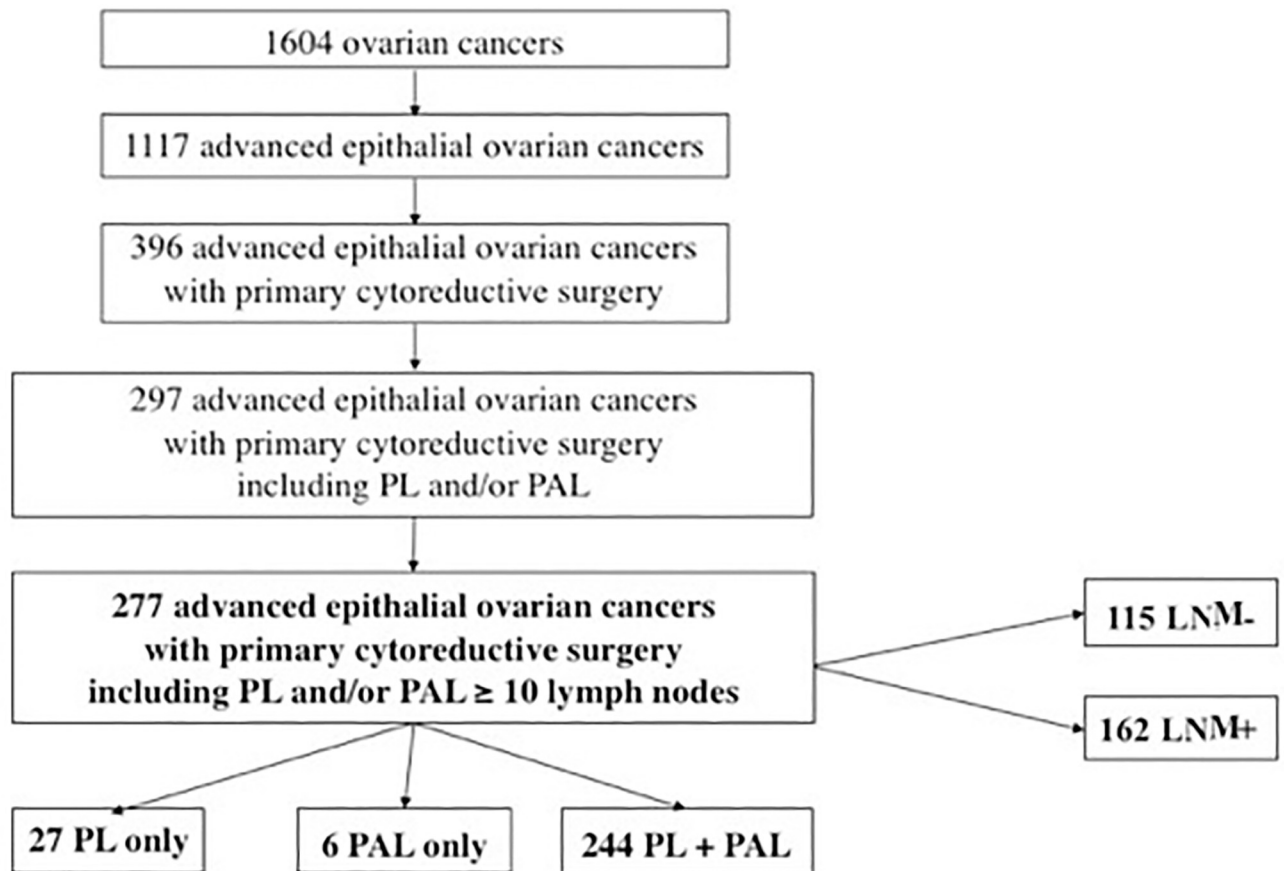 1604 ovarian cancers
1117 advanced epithalial ovarian cancers
396 advanced epithalial ovarian cancers
with primary cytoreductive surgery
297 advanced epithalial ovarian cancers
with primary cytoreductive surgery
including PL and/or PAL
277 advanced epithalial ovarian cancers
with primary cytoreductive surgery
including PL and/or PAL ≥ 10 lymph nodes
115 LNM-
162 LNM+
27 PL only
6 PAL only
244 PL + PAL